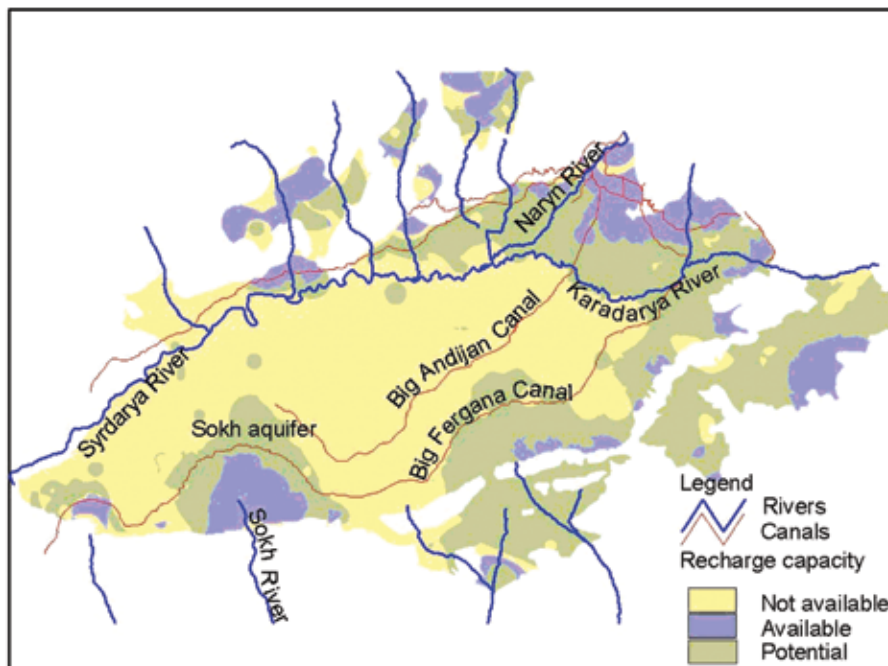 Naryn River
Karadarya River
Big Andijan Canal
Syrdarya River
Big Fergana Canal
Sokh aquifer
Sokh River
Legend
Rivers
Canals
Recharge capacity
Not available
Available
Potential